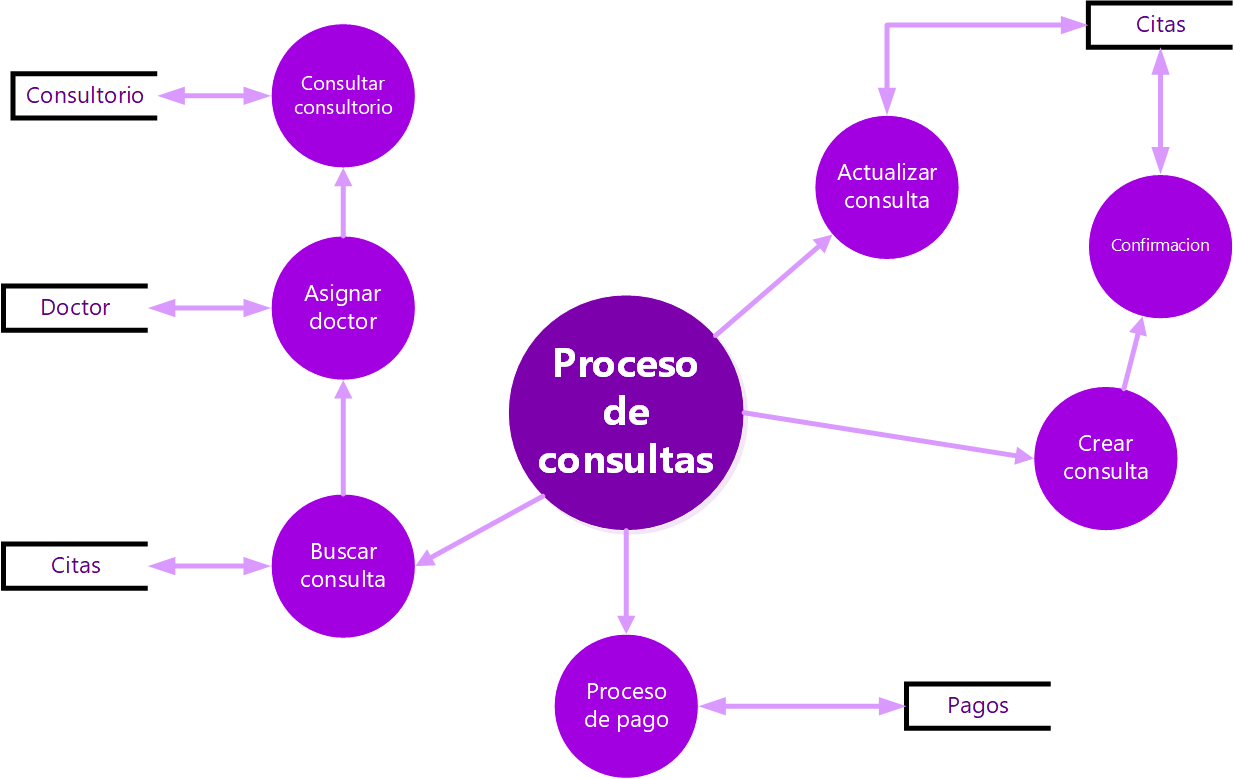 Citas
Consultar
consultorio
Consultorio
Actualizar
consulta
Confirmacion
Asignar
doctor
Doctor
Proceso
de
consultas
Crear
consulta
Buscar
consulta
Citas
Proceso
de pago
Pagos